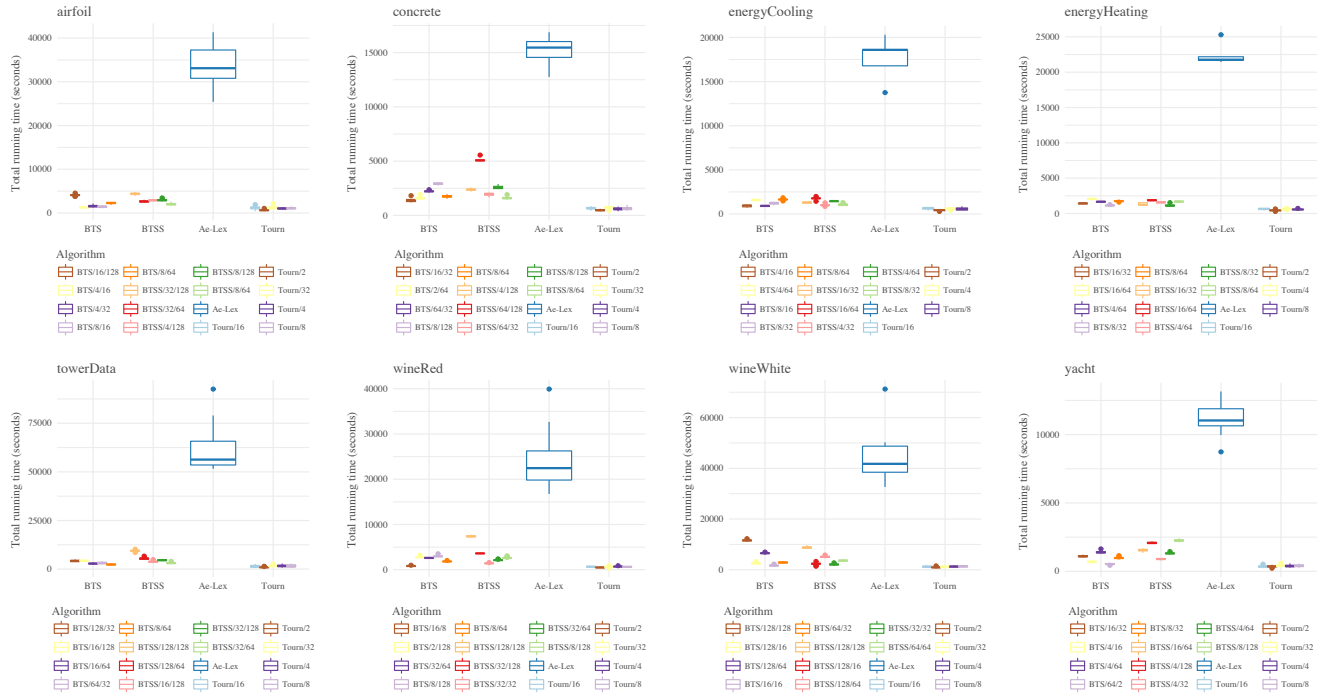 airfoil
Total running time (seconds)
40000
30000
20000
10000
0
BTS BTSS Ae-Lex Tourn
Algorithm
BTS/16/128 BTS/8/64 BTSS/8/128 Tourn/2
BTS/4/16 BTSS/32/128 BTSS/8/64 Tourn/32
BTS/4/32 BTSS/32/64 Ae-Lex Tourn/4
BTS/8/16 BTSS/4/128 Tourn/16 Tourn/8
concrete
Total running time (seconds)
15000
10000
5000
0
BTS BTSS Ae-Lex Tourn
Algorithm
BTS/16/32 BTS/8/64 BTSS/8/128 Tourn/2
BTS/2/64 BTSS/4/128 BTSS/8/64 Tourn/32
BTS/64/32 BTSS/64/128 Ae-Lex Tourn/4
BTS/8/128 BTSS/64/32 Tourn/16 Tourn/8
energyCooling
Total running time (seconds)
20000
15000
10000
5000
0
BTS BTSS Ae-Lex Tourn
Algorithm
BTS/4/16 BTS/8/64 BTSS/4/64 Tourn/2
BTS/4/64 BTSS/16/32 BTSS/8/32 Tourn/32
BTS/8/16 BTSS/16/64 Ae-Lex Tourn/8
BTS/8/32 BTSS/4/32 Tourn/16
energyHeating
Total running time (seconds)
25000
20000
15000
10000
5000
0
BTS BTSS Ae-Lex Tourn
Algorithm
BTS/16/32 BTS/8/64 BTSS/8/32 Tourn/2
BTS/16/64 BTSS/16/32 BTSS/8/64 Tourn/32
BTS/4/64 BTSS/16/64 Ae-Lex Tourn/8
BTS/8/32 BTSS/4/64 Tourn/16
towerData
Total running time (seconds)
75000
50000
25000
0
BTS BTSS Ae-Lex Tourn
Algorithm
BTS/128/32 BTS/8/64 BTSS/32/128 Tourn/2
BTS/16/128 BTSS/128/128 BTSS/32/64 Tourn/32
BTS/16/64 BTSS/128/64 Ae-Lex Tourn/4
BTS/64/32 BTSS/16/128 Tourn/16 Tourn/8
wineRed
Total running time (seconds)
40000
30000
20000
10000
0
BTS BTSS Ae-Lex Tourn
Algorithm
BTS/16/8 BTS/8/64 BTSS/32/64 Tourn/2
BTS/2/128 BTSS/128/128 BTSS/8/128 Tourn/32
BTS/32/64 BTSS/32/128 Ae-Lex Tourn/4
BTS/8/128 BTSS/32/32 Tourn/16 Tourn/8
wineWhite
Total running time (seconds)
60000
40000
20000
0
BTS BTSS Ae-Lex Tourn
Algorithm
BTS/128/128 BTS/64/32 BTSS/32/32 Tourn/2
BTS/128/16 BTSS/128/128 BTSS/64/64 Tourn/32
BTS/128/64 BTSS/128/16 Ae-Lex Tourn/4
BTS/16/16 BTSS/128/64 Tourn/16 Tourn/8
yacht
Total running time (seconds)
10000
5000
0
BTS BTSS Ae-Lex Tourn
Algorithm
BTS/16/32 BTS/8/32 BTSS/4/64 Tourn/2
BTS/4/16 BTSS/16/64 BTSS/8/64 Tourn/32
BTS/4/64 BTSS/4/128 Ae-Lex Tourn/4
BTS/64/2 BTSS/4/32 Tourn/16 Tourn/8